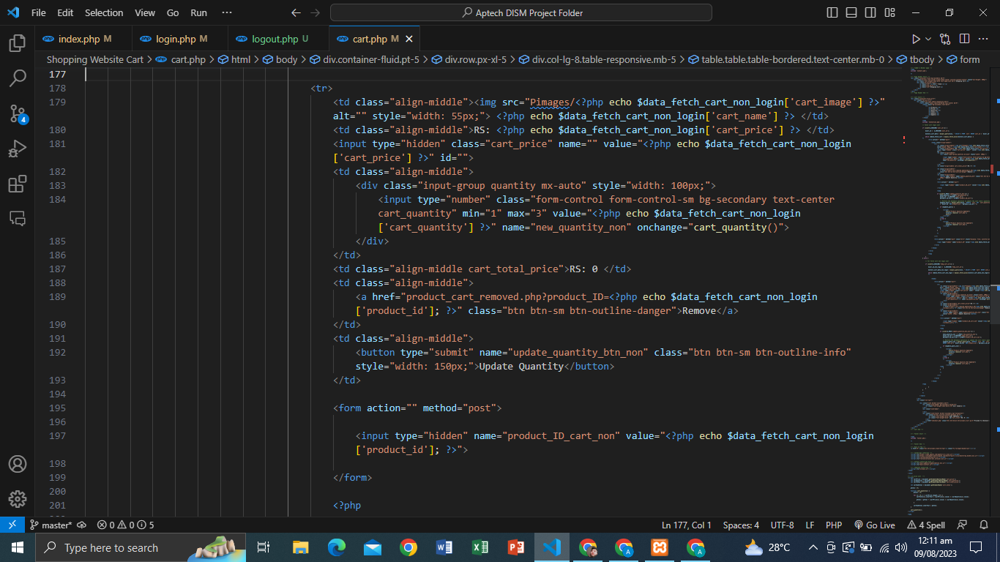 File Edit Selection View Go Run ··· Aptech DISM Project Folder
index.php M login.php M logout.php U cart.php M
Shopping Website Cart > cart.php > html > body > div.container-fluid.pt-5 > div.row.px-xl-5 > div.col-lg-8.table-responsive.mb-5 > table.table.table-bordered.text-center.mb-0 > tbody > form
177
178 <tr>
179 <td class="align-middle"><img src="Pimages/<?php echo $data_fetch_cart_non_login['cart_image'] ?>"
alt="" style="width: 55px;"> <?php echo $data_fetch_cart_non_login['cart_name'] ?> </td>
180 <td class="align-middle">RS: <?php echo $data_fetch_cart_non_login['cart_price'] ?> </td>
181 <input type="hidden" class="cart_price" name="" value="<?php echo $data_fetch_cart_non_login
['cart_price'] ?>" id="">
182 <td class="align-middle">
183 <div class="input-group quantity mx-auto" style="width: 100px;">
184 <input type="number" class="form-control form-control-sm bg-secondary text-center
cart_quantity" min="1" max="3" value="<?php echo $data_fetch_cart_non_login
['cart_quantity'] ?>" name="new_quantity_non" onchange="cart_quantity()">
185 </div>
186 </td>
187 <td class="align-middle cart_total_price">RS: 0 </td>
188 <td class="align-middle">
189 <a href="product_cart_removed.php?product_ID=<?php echo $data_fetch_cart_non_login
['product_id']; ?>" class="btn btn-sm btn-outline-danger">Remove</a>
190 </td>
191 <td class="align-middle">
192 <button type="submit" name="update_quantity_btn_non" class="btn btn-sm btn-outline-info"
style="width: 150px;">Update Quantity</button>
193 </td>
194
195 <form action="" method="post">
196
197 <input type="hidden" name="product_ID_cart_non" value="<?php echo $data_fetch_cart_non_login
['product_id']; ?>">
198
199 </form>
200
201 <?php
4
master* 0 0 5 Ln 177, Col 1 Spaces: 4 UTF-8 LF PHP Go Live 4 Spell
Type here to search 28°C 12:11 am
09/08/2023